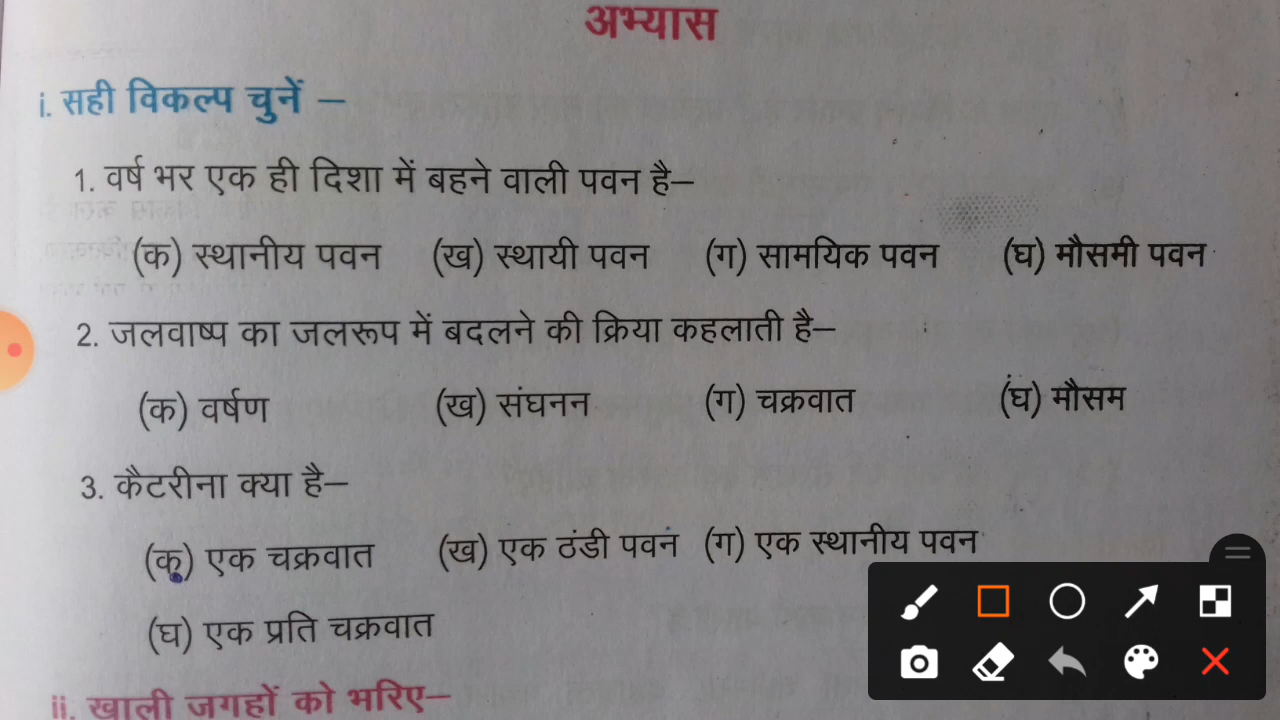 अभ्यास
i. सही विकल्प चुनें –
1. वर्ष भर एक ही दिशा में बहने वाली पवन है–
(क) स्थानीय पवन (ख) स्थायी पवन (ग) सामयिक पवन (घ) मौसमी पवन
2. जलवाष्प का जलरूप में बदलने की क्रिया कहलाती है–
(क) वर्षण (ख) संघनन (ग) चक्रवात (घ) मौसम
3. कैटरीना क्या है–
(क) एक चक्रवात (ख) एक ठंडी पवन (ग) एक स्थानीय पवन
(घ) एक प्रति चक्रवात
ii. खाली जगहों को भरिए–